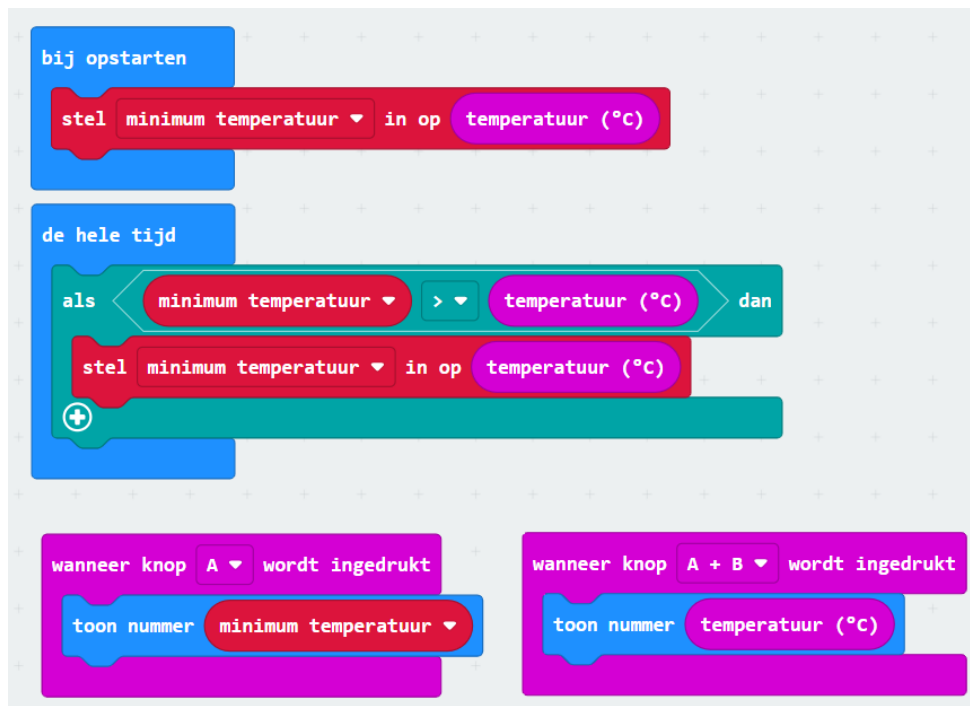 bij opstarten
stel minimum temperatuur in op temperatuur (°C)
de hele tijd
als minimum temperatuur > temperatuur (°C) dan
stel minimum temperatuur in op temperatuur (°C)
wanneer knop A wordt ingedrukt
toon nummer minimum temperatuur
wanneer knop A + B wordt ingedrukt
toon nummer temperatuur (°C)